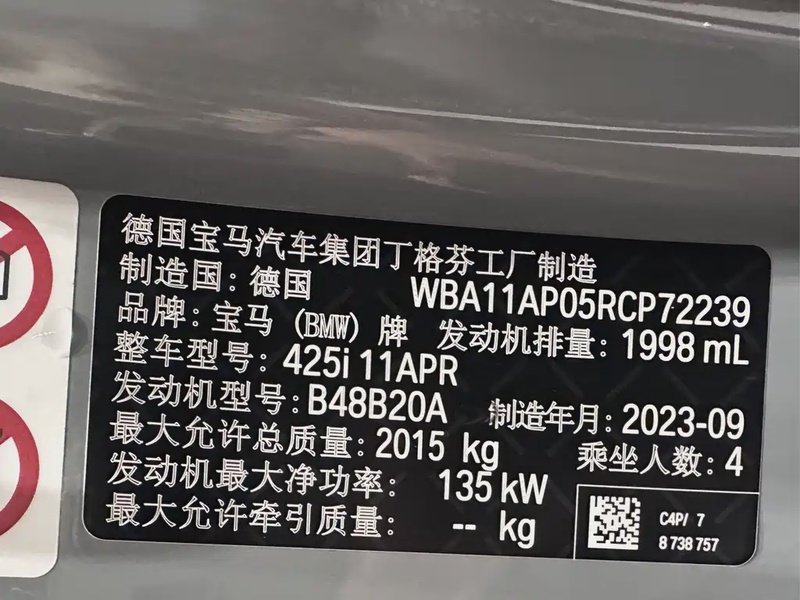 德国宝马汽车集团丁格芬工厂制造
制造国：德国 WBA11AP05RCP72239
品牌：宝马（BMW）牌 发动机排量：1998 mL
整车型号：425i 11APR
发动机型号：B48B20A 制造年月：2023-09
最大允许总质量：2015 kg 乘坐人数：4
发动机最大净功率： 135 kW
最大允许牵引质量： -- kg
C4P/ 7
8 738 757